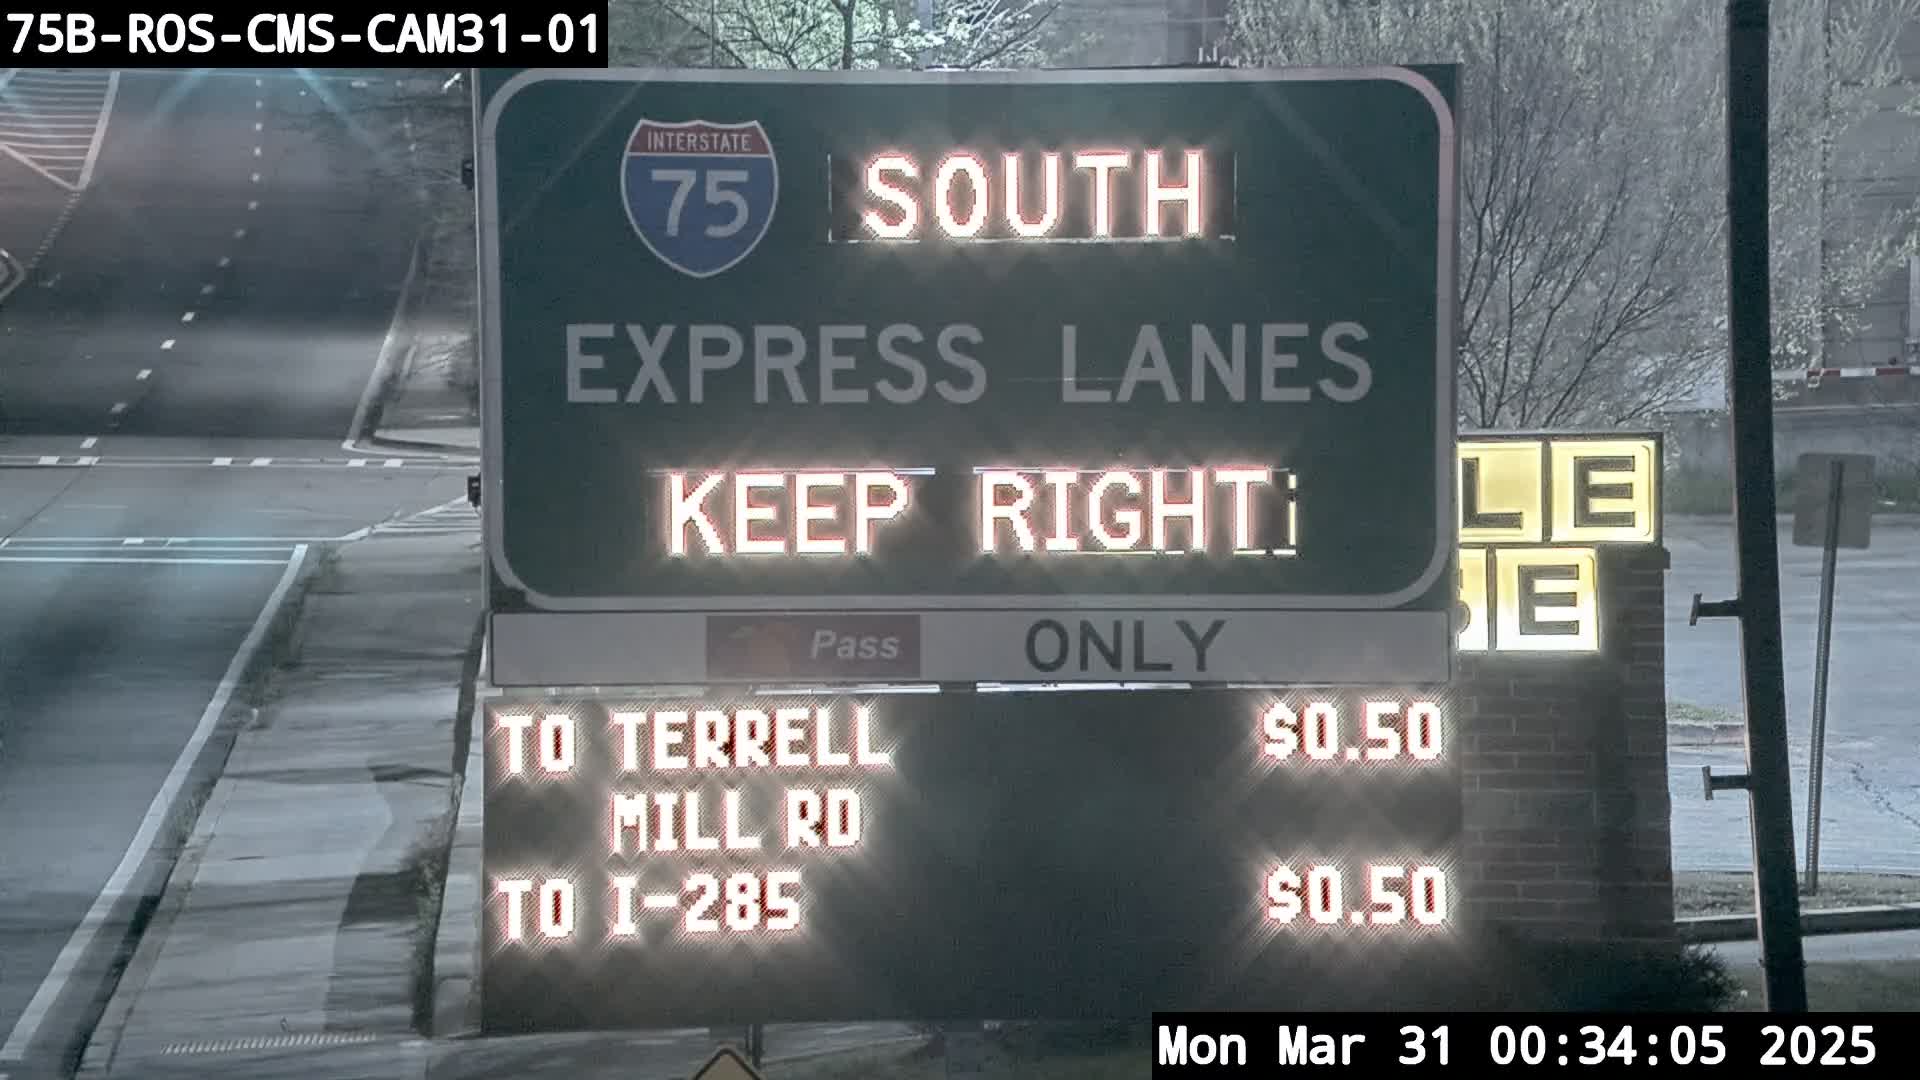 75B-ROS-CMS-CAM31-01
INTERSTATE
75
SOUTH
EXPRESS LANES
KEEP RIGHT
Pass ONLY
TO TERRELL $0.50
MILL RD
TO I-285 $0.50
LE
E
Mon Mar 31 00:34:05 2025